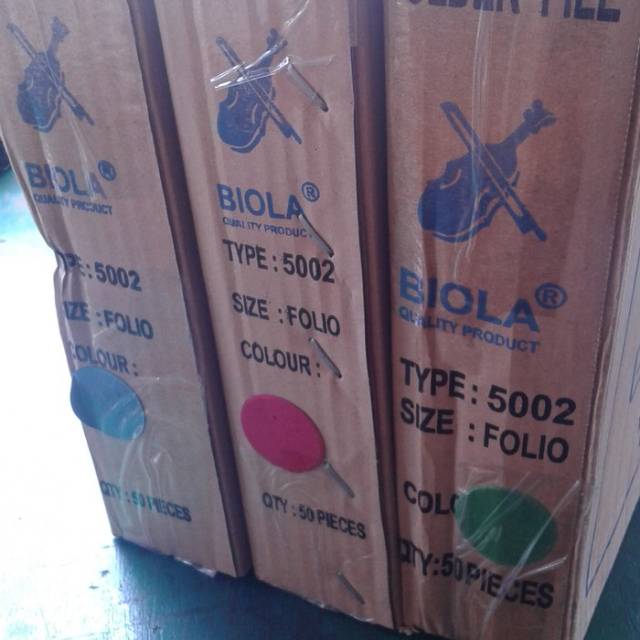 BIOLA®
QUALITY PRODUCT
TYPE : 5002
SIZE : FOLIO
COLOUR :
QTY : 50 PIECES
BIOLA®
QUALITY PRODUCT
TYPE : 5002
SIZE : FOLIO
COLOUR :
QTY : 50 PIECES
BIOLA®
QUALITY PRODUCT
TYPE : 5002
SIZE : FOLIO
COLO
QTY : 50 PIECES